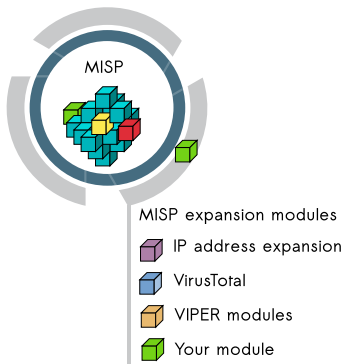 MISP
MISP expansion modules
IP address expansion
VirusTotal
VIPER modules
Your module